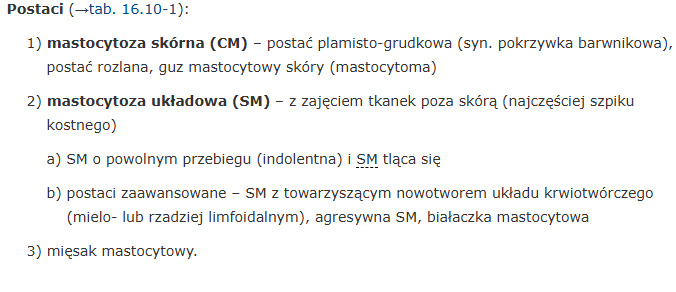 Postaci (→tab. 16.10-1):
1) mastocytoza skórna (CM) – postać plamisto-grudkowa (syn. pokrzywka barwnikowa),
postać rozlana, guz mastocytowy skóry (mastocytoma)
2) mastocytoza układowa (SM) – z zajęciem tkanek poza skórą (najczęściej szpiku
kostnego)
a) SM o powolnym przebiegu (indolentna) i SM tląca się
b) postaci zaawansowane – SM z towarzyszącym nowotworem układu krwiotwórczego
(mielo- lub rzadziej limfoidalnym), agresywna SM, białaczka mastocytowa
3) mięsak mastocytowy.